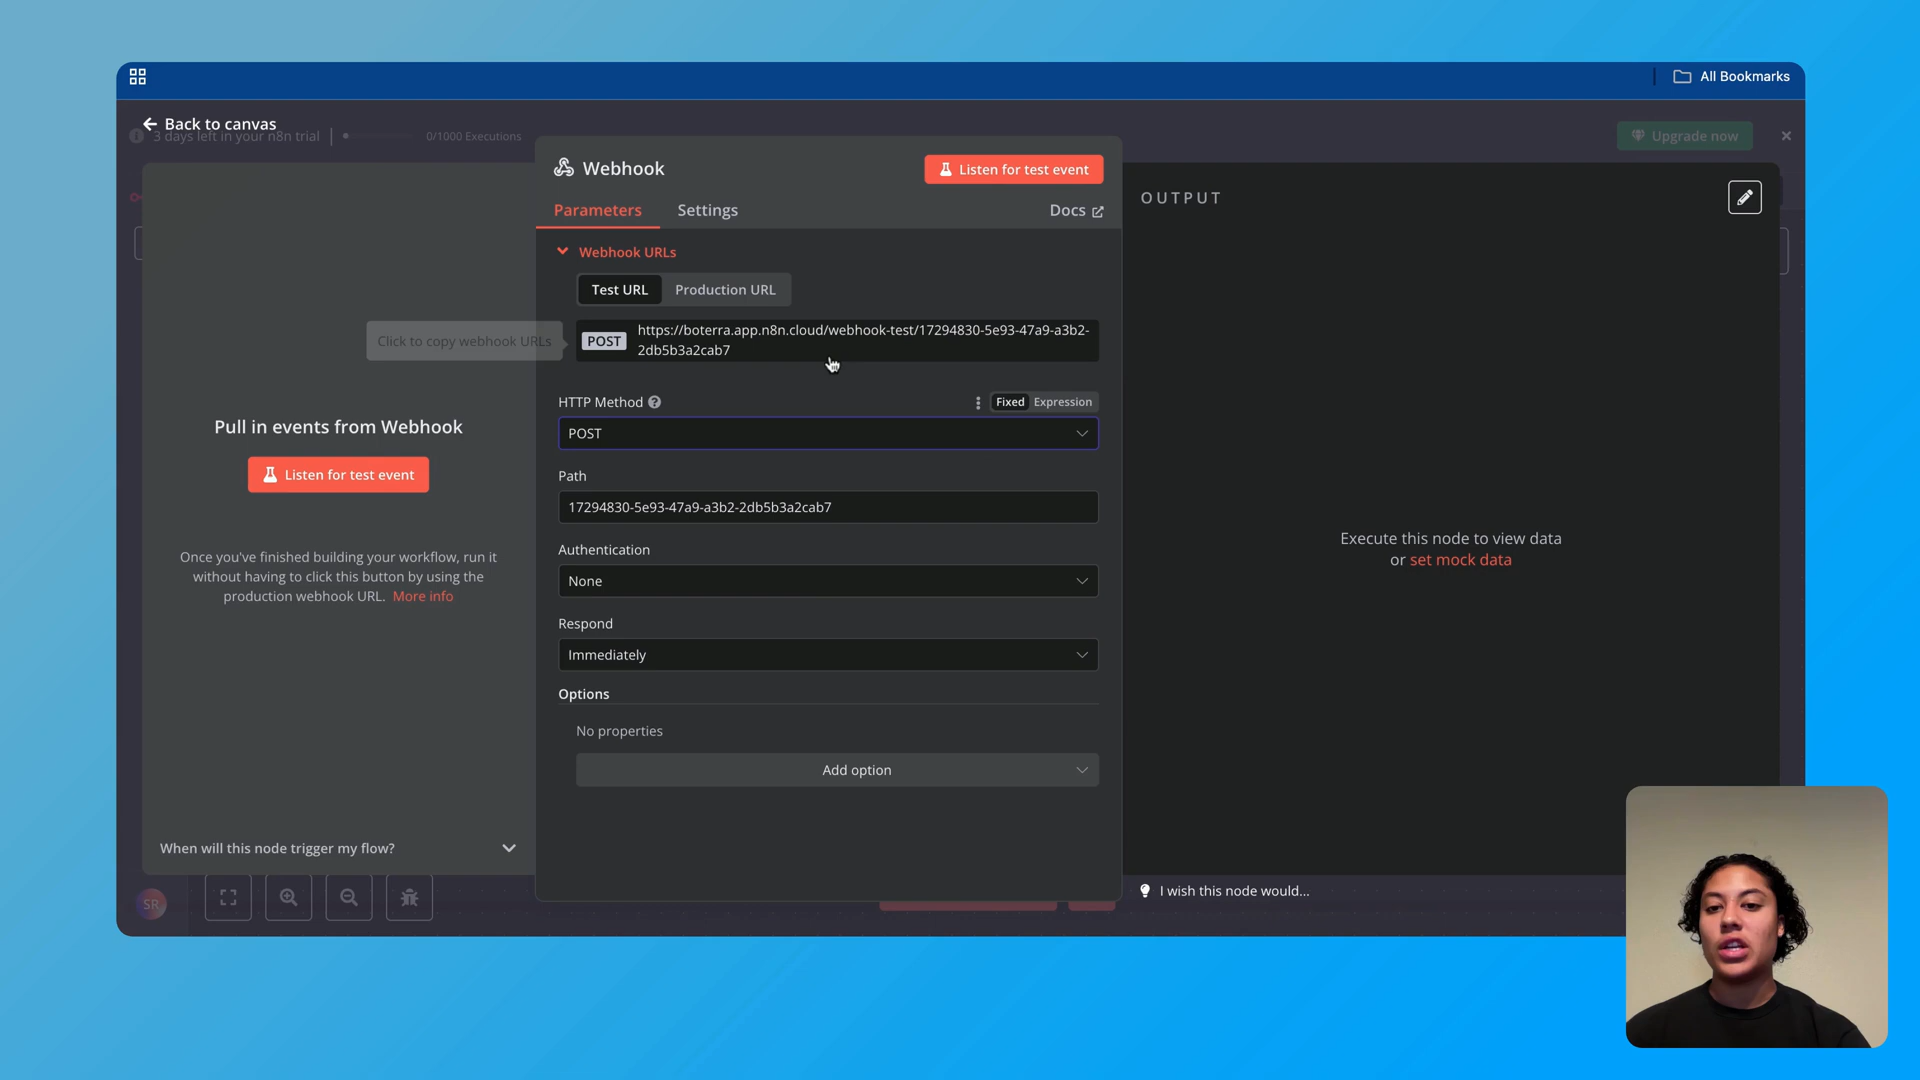 All Bookmarks
Back to canvas
3 days left in your n8n trial
0/1000 Executions
Upgrade now
Webhook
Listen for test event
Parameters
Settings
Docs
OUTPUT
Webhook URLs
Test URL
Production URL
Click to copy webhook URLs
POST
https://boterra.app.n8n.cloud/webhook-test/17294830-5e93-47a9-a3b2-
2db5b3a2cab7
HTTP Method
Fixed
Expression
POST
Pull in events from Webhook
Listen for test event
Once you've finished building your workflow, run it
without having to click this button by using the
production webhook URL. More info
Path
17294830-5e93-47a9-a3b2-2db5b3a2cab7
Authentication
None
Respond
Immediately
Options
No properties
Add option
Execute this node to view data
or set mock data
When will this node trigger my flow?
I wish this node would...
SR